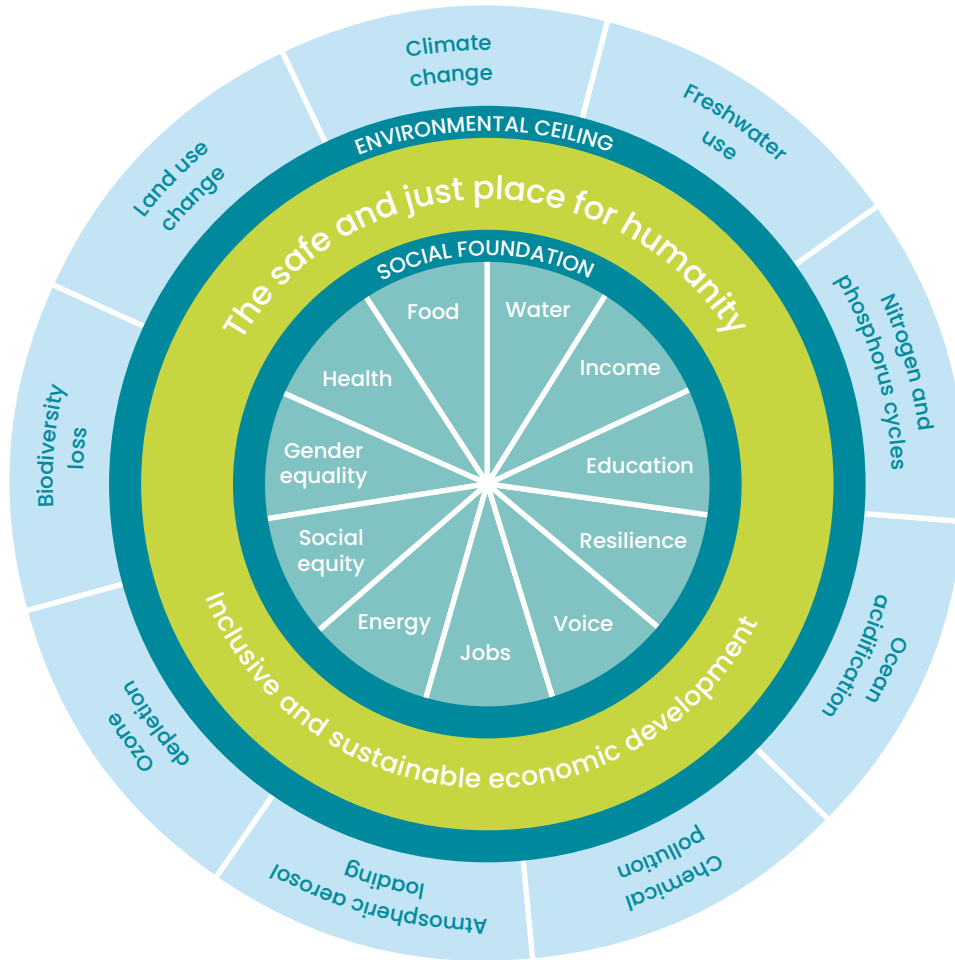 Climate
change
Freshwater
use
Nitrogen and
phosphorus cycles
Ocean
acidification
Chemical
pollution
Atmospheric aerosol
loading
Ozone
depletion
Biodiversity
loss
Land use
change
ENVIRONMENTAL CEILING
The safe and just place for humanity
SOCIAL FOUNDATION
Water
Income
Education
Resilience
Voice
Jobs
Energy
Social
equity
Gender
equality
Health
Food
Inclusive and sustainable economic development